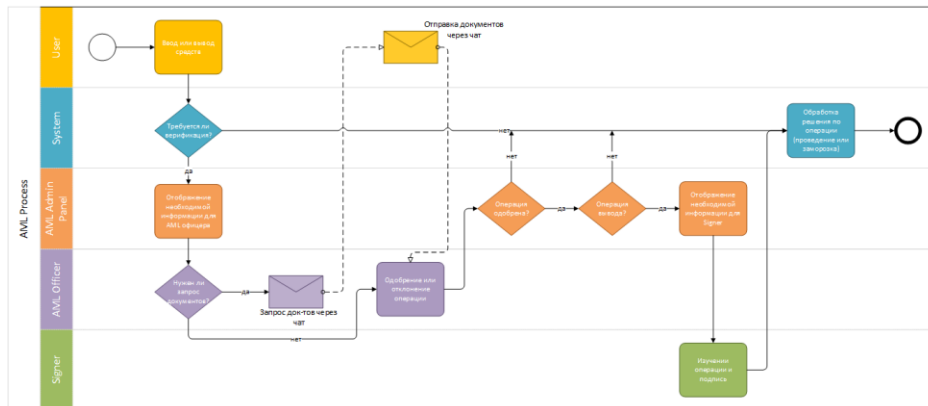 AML Process
User
Ввод или вывод
средств
Отправка документов
через чат
System
Требуется ли
верификация?
нет
Обработка
решения по
операции
(проведение или
заморозка)
да
нет
нет
AML Admin
Panel
Отображение
необходимой
информации для
AML офицера
Операция
одобрена?
да
Операция
вывода?
да
Отображение
необходимой
информации для
Signer
AML Officer
Нужен ли
запрос
документов?
да
Запрос док-тов через
чат
Одобрение или
отклонение
операции
нет
Signer
Изучении
операции и
подпись